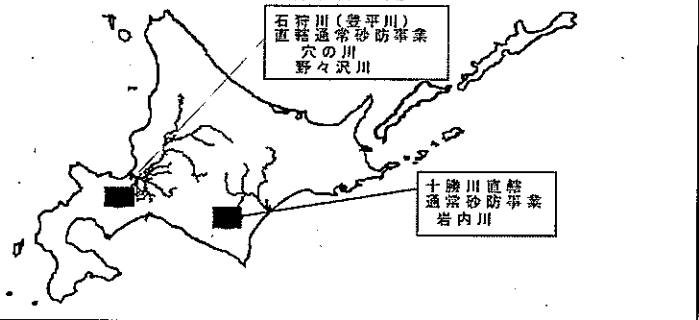 石狩川(豊平川)
直轄通常砂防事業
穴の川
野々沢川
十勝川直轄
通常砂防事業
岩内川